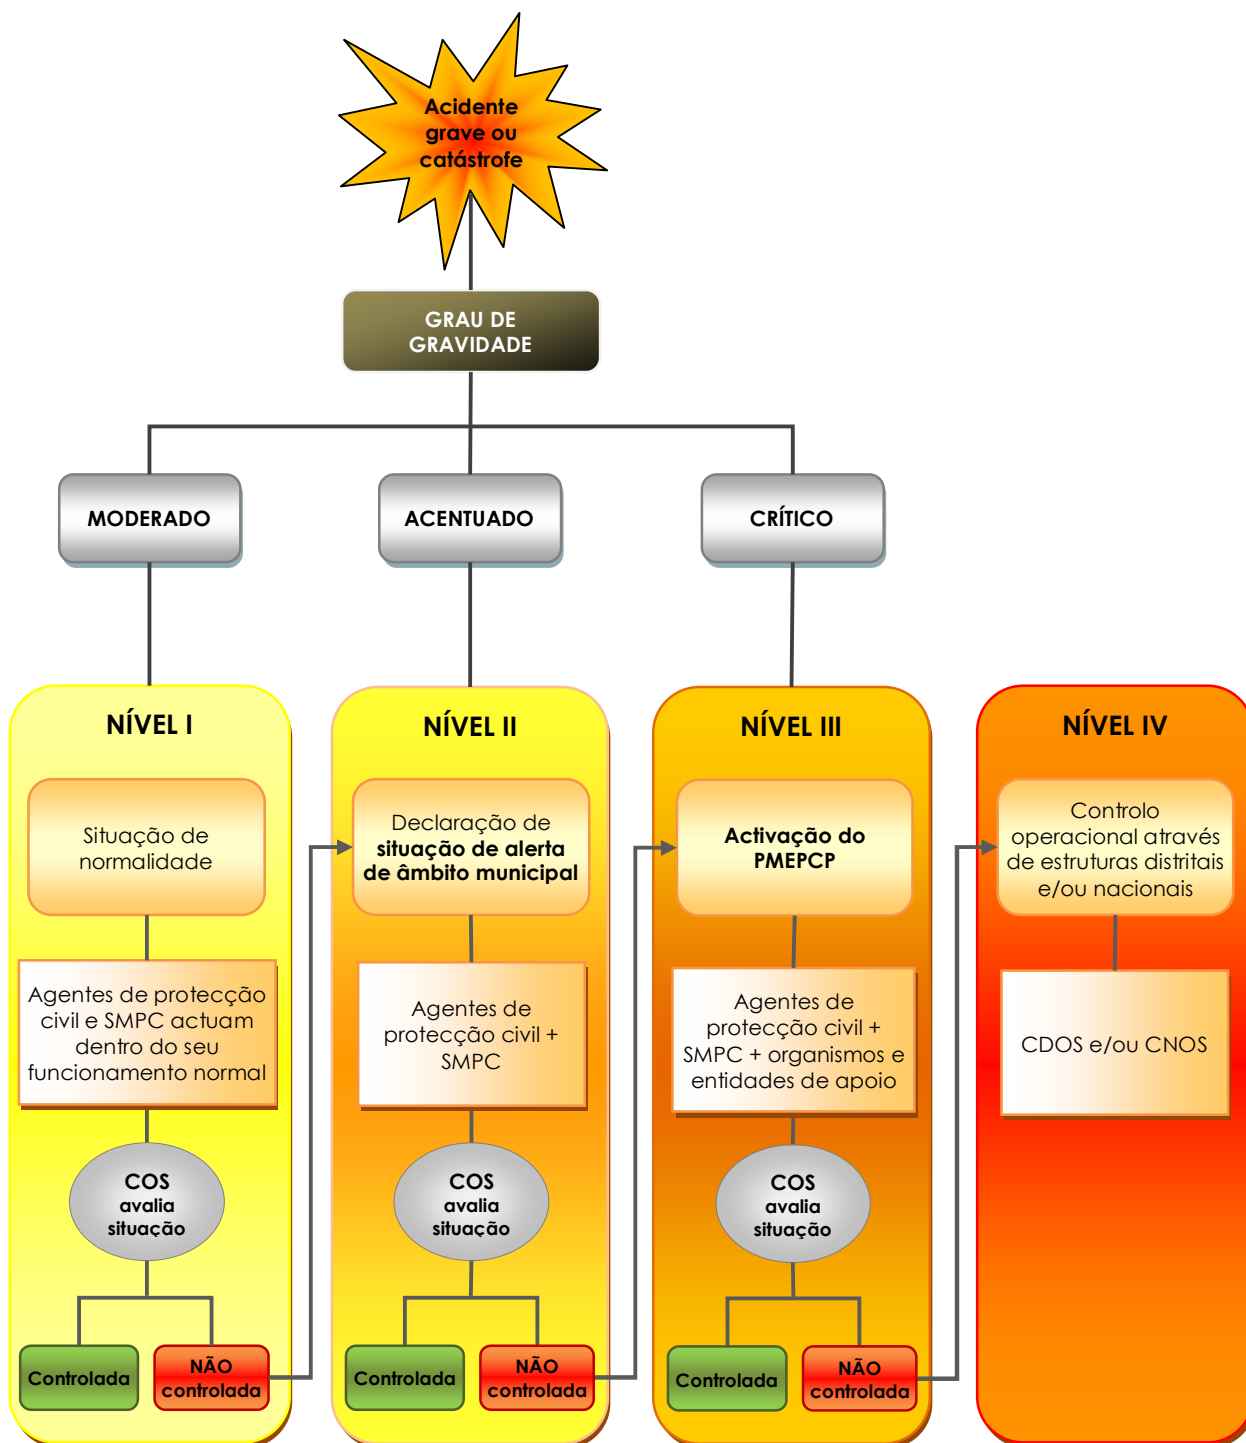 Acidente
grave ou
catástrofe
GRAU DE
GRAVIDADE
MODERADO
ACENTUADO
CRÍTICO
NÍVEL I
Situação de
normalidade
Agentes de protecção
civil e SMPC actuam
dentro do seu
funcionamento normal
COS
avalia
situação
Controlada
NÃO
controlada
NÍVEL II
Declaração de
situação de alerta
de âmbito municipal
Agentes de
protecção civil +
SMPC
COS
avalia
situação
Controlada
NÃO
controlada
NÍVEL III
Activação do
PMEPCP
Agentes de
protecção civil +
SMPC + organismos e
entidades de apoio
COS
avalia
situação
Controlada
NÃO
controlada
NÍVEL IV
Controlo
operacional através
de estruturas distritais
e/ou nacionais
CDOS e/ou CNOS